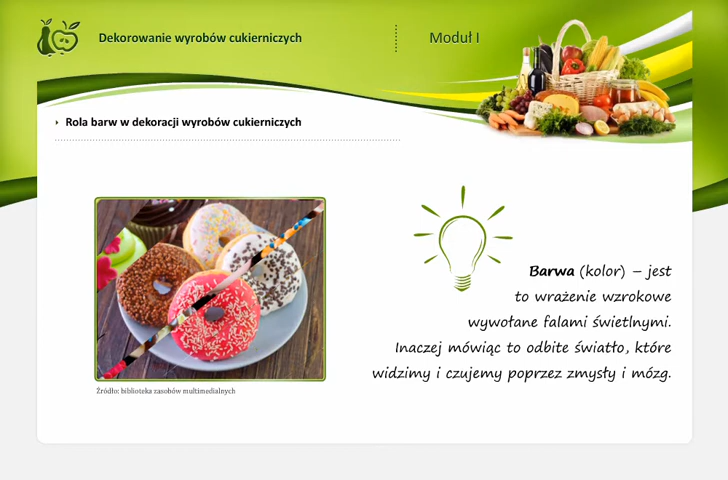 Dekorowanie wyrobów cukierniczych
Moduł I
Rola barw w dekoracji wyrobów cukierniczych
Barwa (kolor) – jest
to wrażenie wzrokowe
wywołane falami świetlnymi.
Inaczej mówiąc to odbite światło, które
widzimy i czujemy poprzez zmysły i mózg.
Źródło: biblioteka zasobów multimedialnych